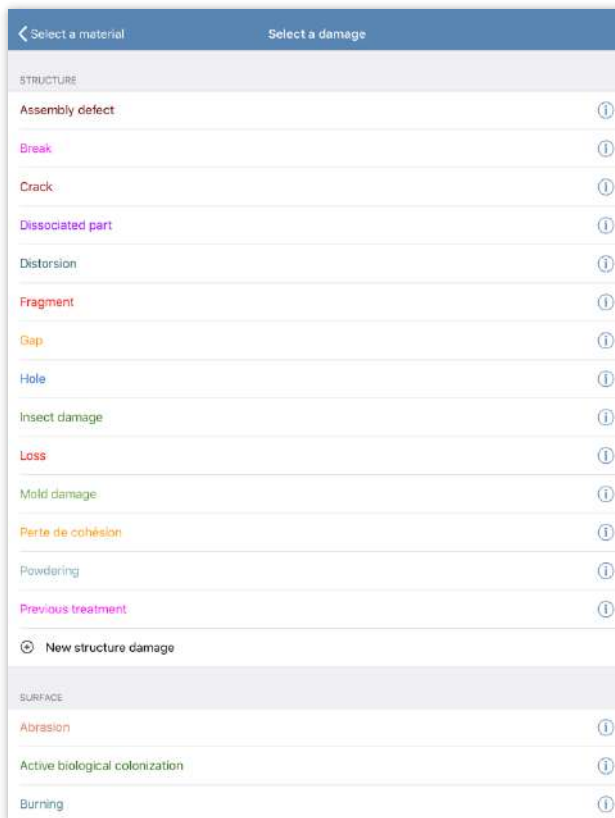 Select a material
Select a damage
STRUCTURE
Assembly defect
Break
Crack
Dissociated part
Distorsion
Fragment
Gap
Hole
Insect damage
Loss
Mold damage
Perte de cohésion
Powdering
Previous treatment
New structure damage
SURFACE
Abrasion
Active biological colonization
Burning